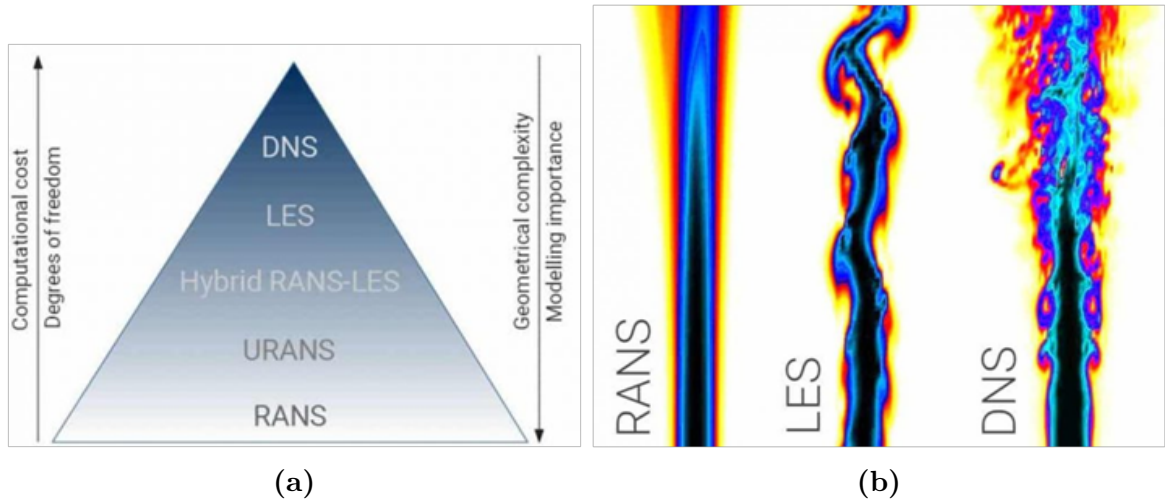 Computational cost
Degrees of freedom
DNS
LES
Hybrid RANS-LES
URANS
RANS
Geometrical complexity
Modelling importance
(a)
RANS
LES
DNS
(b)